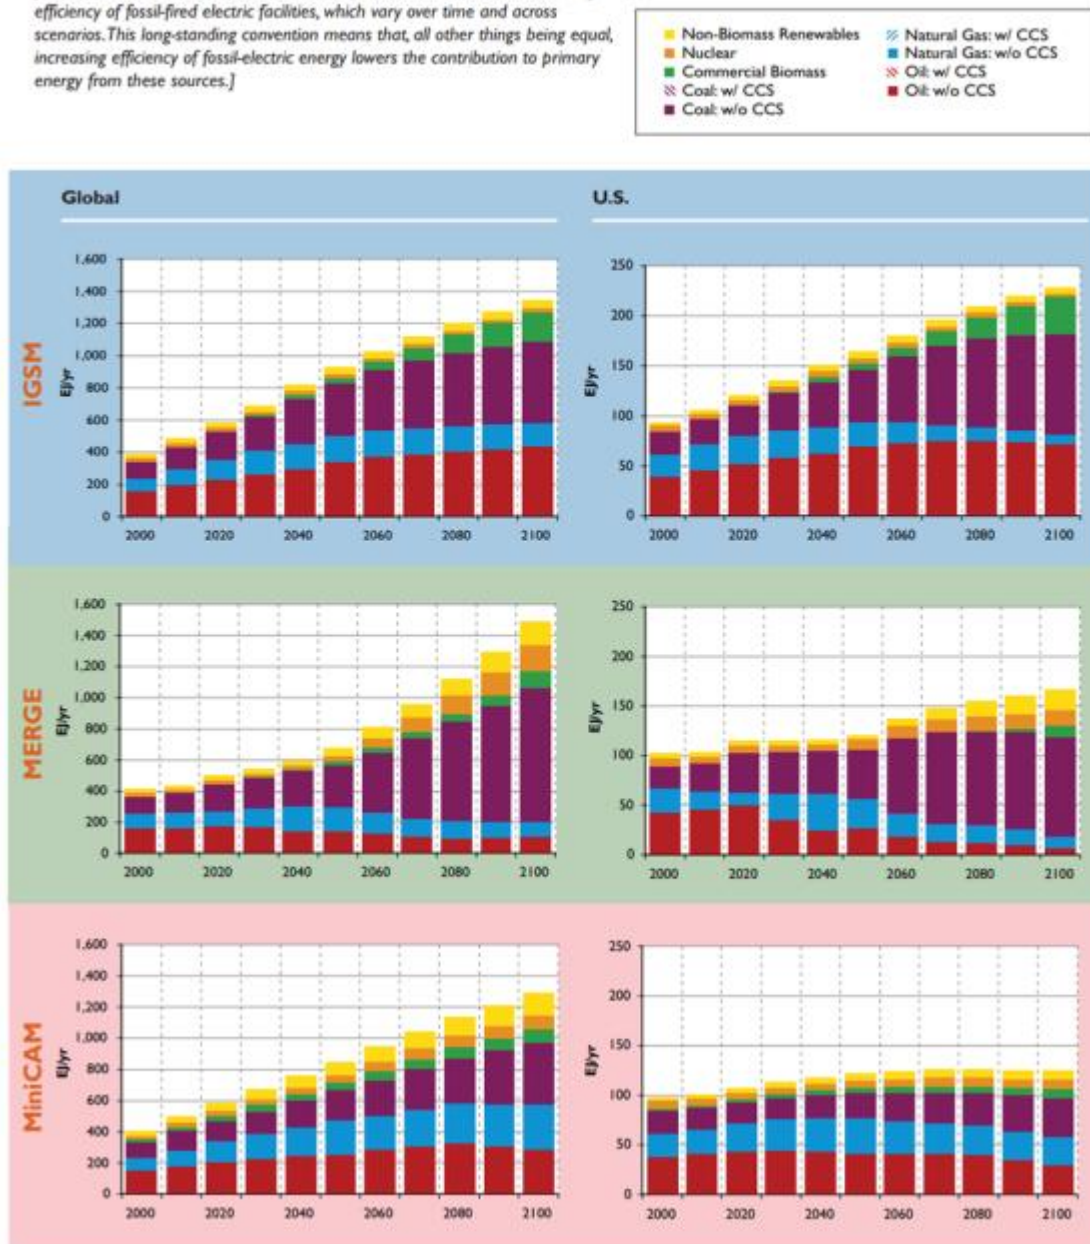 efficiency of fossil-fired electric facilities, which vary over time and across
scenarios. This long-standing convention means that, all other things being equal,
increasing efficiency of fossil-electric energy lowers the contribution to primary
energy from these sources.]
Non-Biomass Renewables
Nuclear
Commercial Biomass
Coal: w/ CCS
Coal: w/o CCS
Natural Gas: w/ CCS
Natural Gas: w/o CCS
Oil: w/ CCS
Oil: w/o CCS
Global
U.S.
IGSM
EJ/yr
1,600
1,400
1,200
1,000
800
600
400
200
0
2000 2020 2040 2060 2080 2100
EJ/yr
250
200
150
100
50
0
2000 2020 2040 2060 2080 2100
MERGE
EJ/yr
1,600
1,400
1,200
1,000
800
600
400
200
0
2000 2020 2040 2060 2080 2100
EJ/yr
250
200
150
100
50
0
2000 2020 2040 2060 2080 2100
MiniCAM
EJ/yr
1,600
1,400
1,200
1,000
800
600
400
200
0
2000 2020 2040 2060 2080 2100
EJ/yr
250
200
150
100
50
0
2000 2020 2040 2060 2080 2100